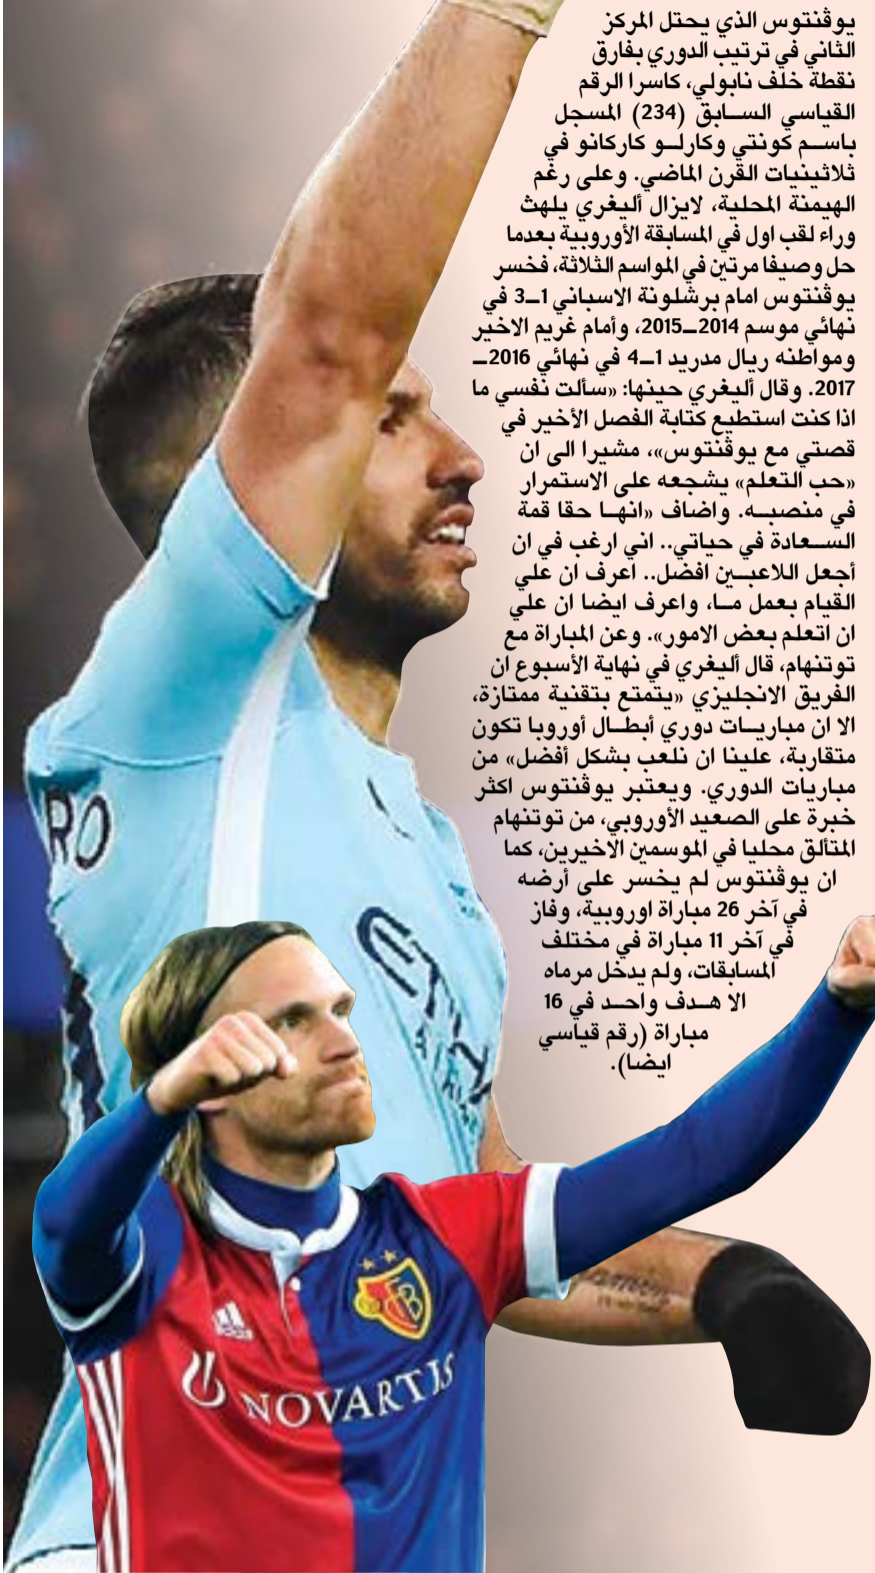 يوڤنتوس الذي يحتل المركز
الثاني في ترتيب الدوري بفارق
نقطة خلف نابولي، كاسرا الرقم
القياسي السابق (234) المسجل
باسم كونتي وكارلو كاركانو في
ثلاثينيات القرن الماضي. وعلى رغم
الهيمنة المحلية، لايزال أليغري يلهث
وراء لقب اول في المسابقة الأوروبية بعدما
حل وصيفا مرتين في المواسم الثلاثة، فخسر
يوڤنتوس امام برشلونة الاسباني 1ـ3 في
نهائي موسم 2014ـ2015، وأمام غريم الاخير
ومواطنه ريال مدريد 1ـ4 في نهائي 2016ـ
2017. وقال أليغري حينها: «سألت نفسي ما
اذا كنت استطيع كتابة الفصل الأخير في
قصتي مع يوڤنتوس»، مشيرا الى ان
«حب التعلم» يشجعه على الاستمرار
في منصبه. واضاف «انها حقا قمة
السعادة في حياتي.. اني ارغب في ان
أجعل اللاعبين افضل.. اعرف ان علي
القيام بعمل ما، واعرف ايضا ان علي
ان اتعلم بعض الامور». وعن المباراة مع
توتنهام، قال أليغري في نهاية الأسبوع ان
الفريق الانجليزي «يتمتع بتقنية ممتازة،
الا ان مباريات دوري أبطال أوروبا تكون
متقاربة، علينا ان نلعب بشكل أفضل» من
مباريات الدوري. ويعتبر يوڤنتوس اكثر
خبرة على الصعيد الأوروبي، من توتنهام
المتألق محليا في الموسمين الاخيرين، كما
ان يوڤنتوس لم يخسر على أرضه
في آخر 26 مباراة اوروبية، وفاز
في آخر 11 مباراة في مختلف
المسابقات، ولم يدخل مرماه
الا هدف واحد في 16
مباراة (رقم قياسي
ايضا).
RO
FCB
adidas
NOVARTIS